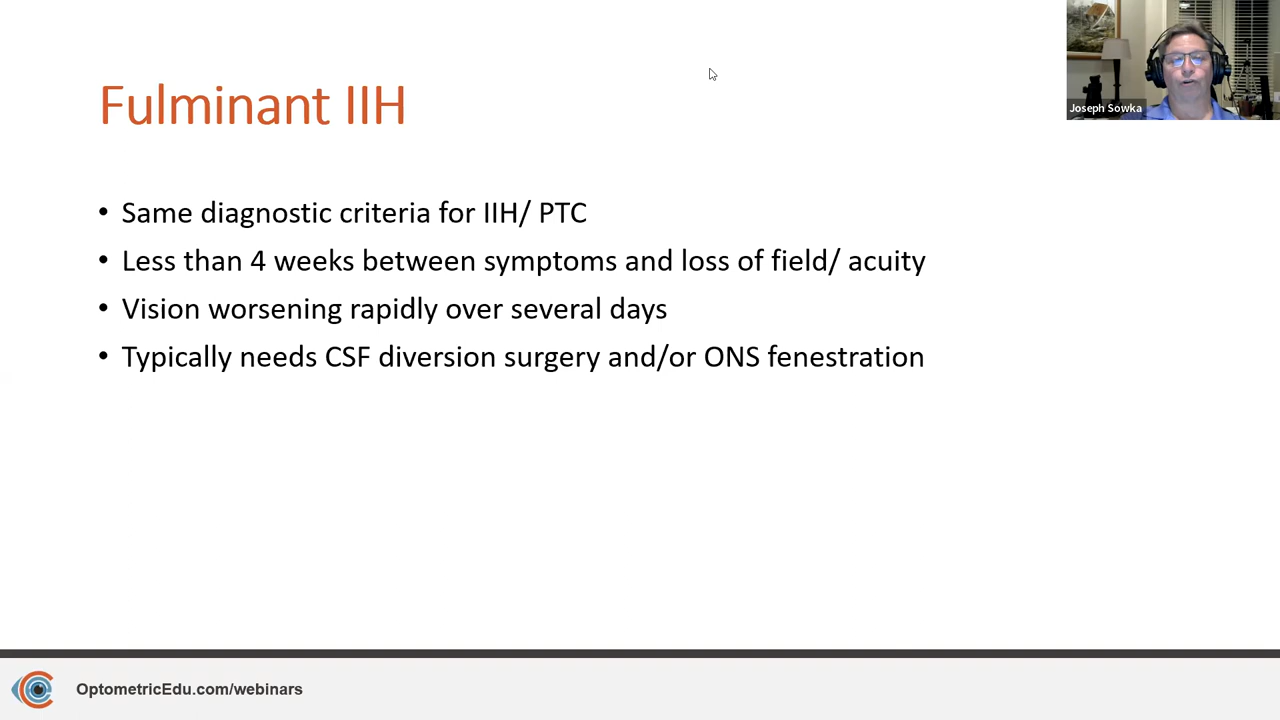 Fulminant IIH
Joseph Sowka
• Same diagnostic criteria for IIH/ PTC
• Less than 4 weeks between symptoms and loss of field/ acuity
• Vision worsening rapidly over several days
• Typically needs CSF diversion surgery and/or ONS fenestration
OptometricEdu.com/webinars